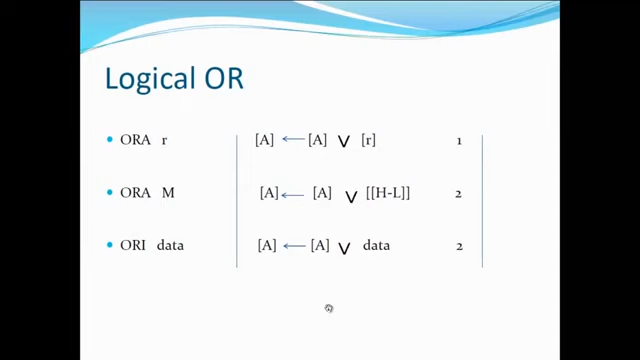 Logical OR
• ORA r [A] ← [A] ∨ [r] 1
• ORA M [A] ← [A] ∨ [[H-L]] 2
• ORI data [A] ← [A] ∨ data 2